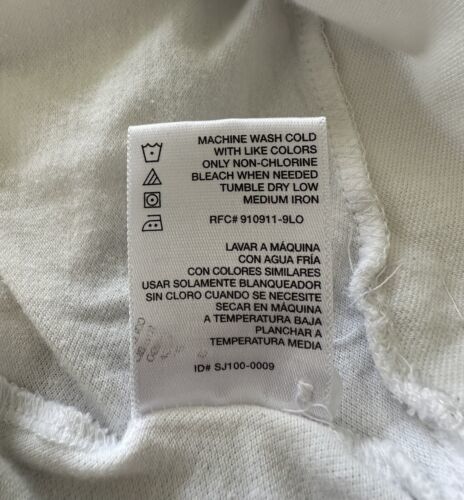 MACHINE WASH COLD
WITH LIKE COLORS
ONLY NON-CHLORINE
BLEACH WHEN NEEDED
TUMBLE DRY LOW
MEDIUM IRON
RFC# 910911-9LO
LAVAR A MÁQUINA
CON AGUA FRÍA
CON COLORES SIMILARES
USAR SOLAMENTE BLANQUEADOR
SIN CLORO CUANDO SE NECESITE
SECAR EN MÁQUINA
A TEMPERATURA BAJA
PLANCHAR A
TEMPERATURA MEDIA
ID# SJ100-0009